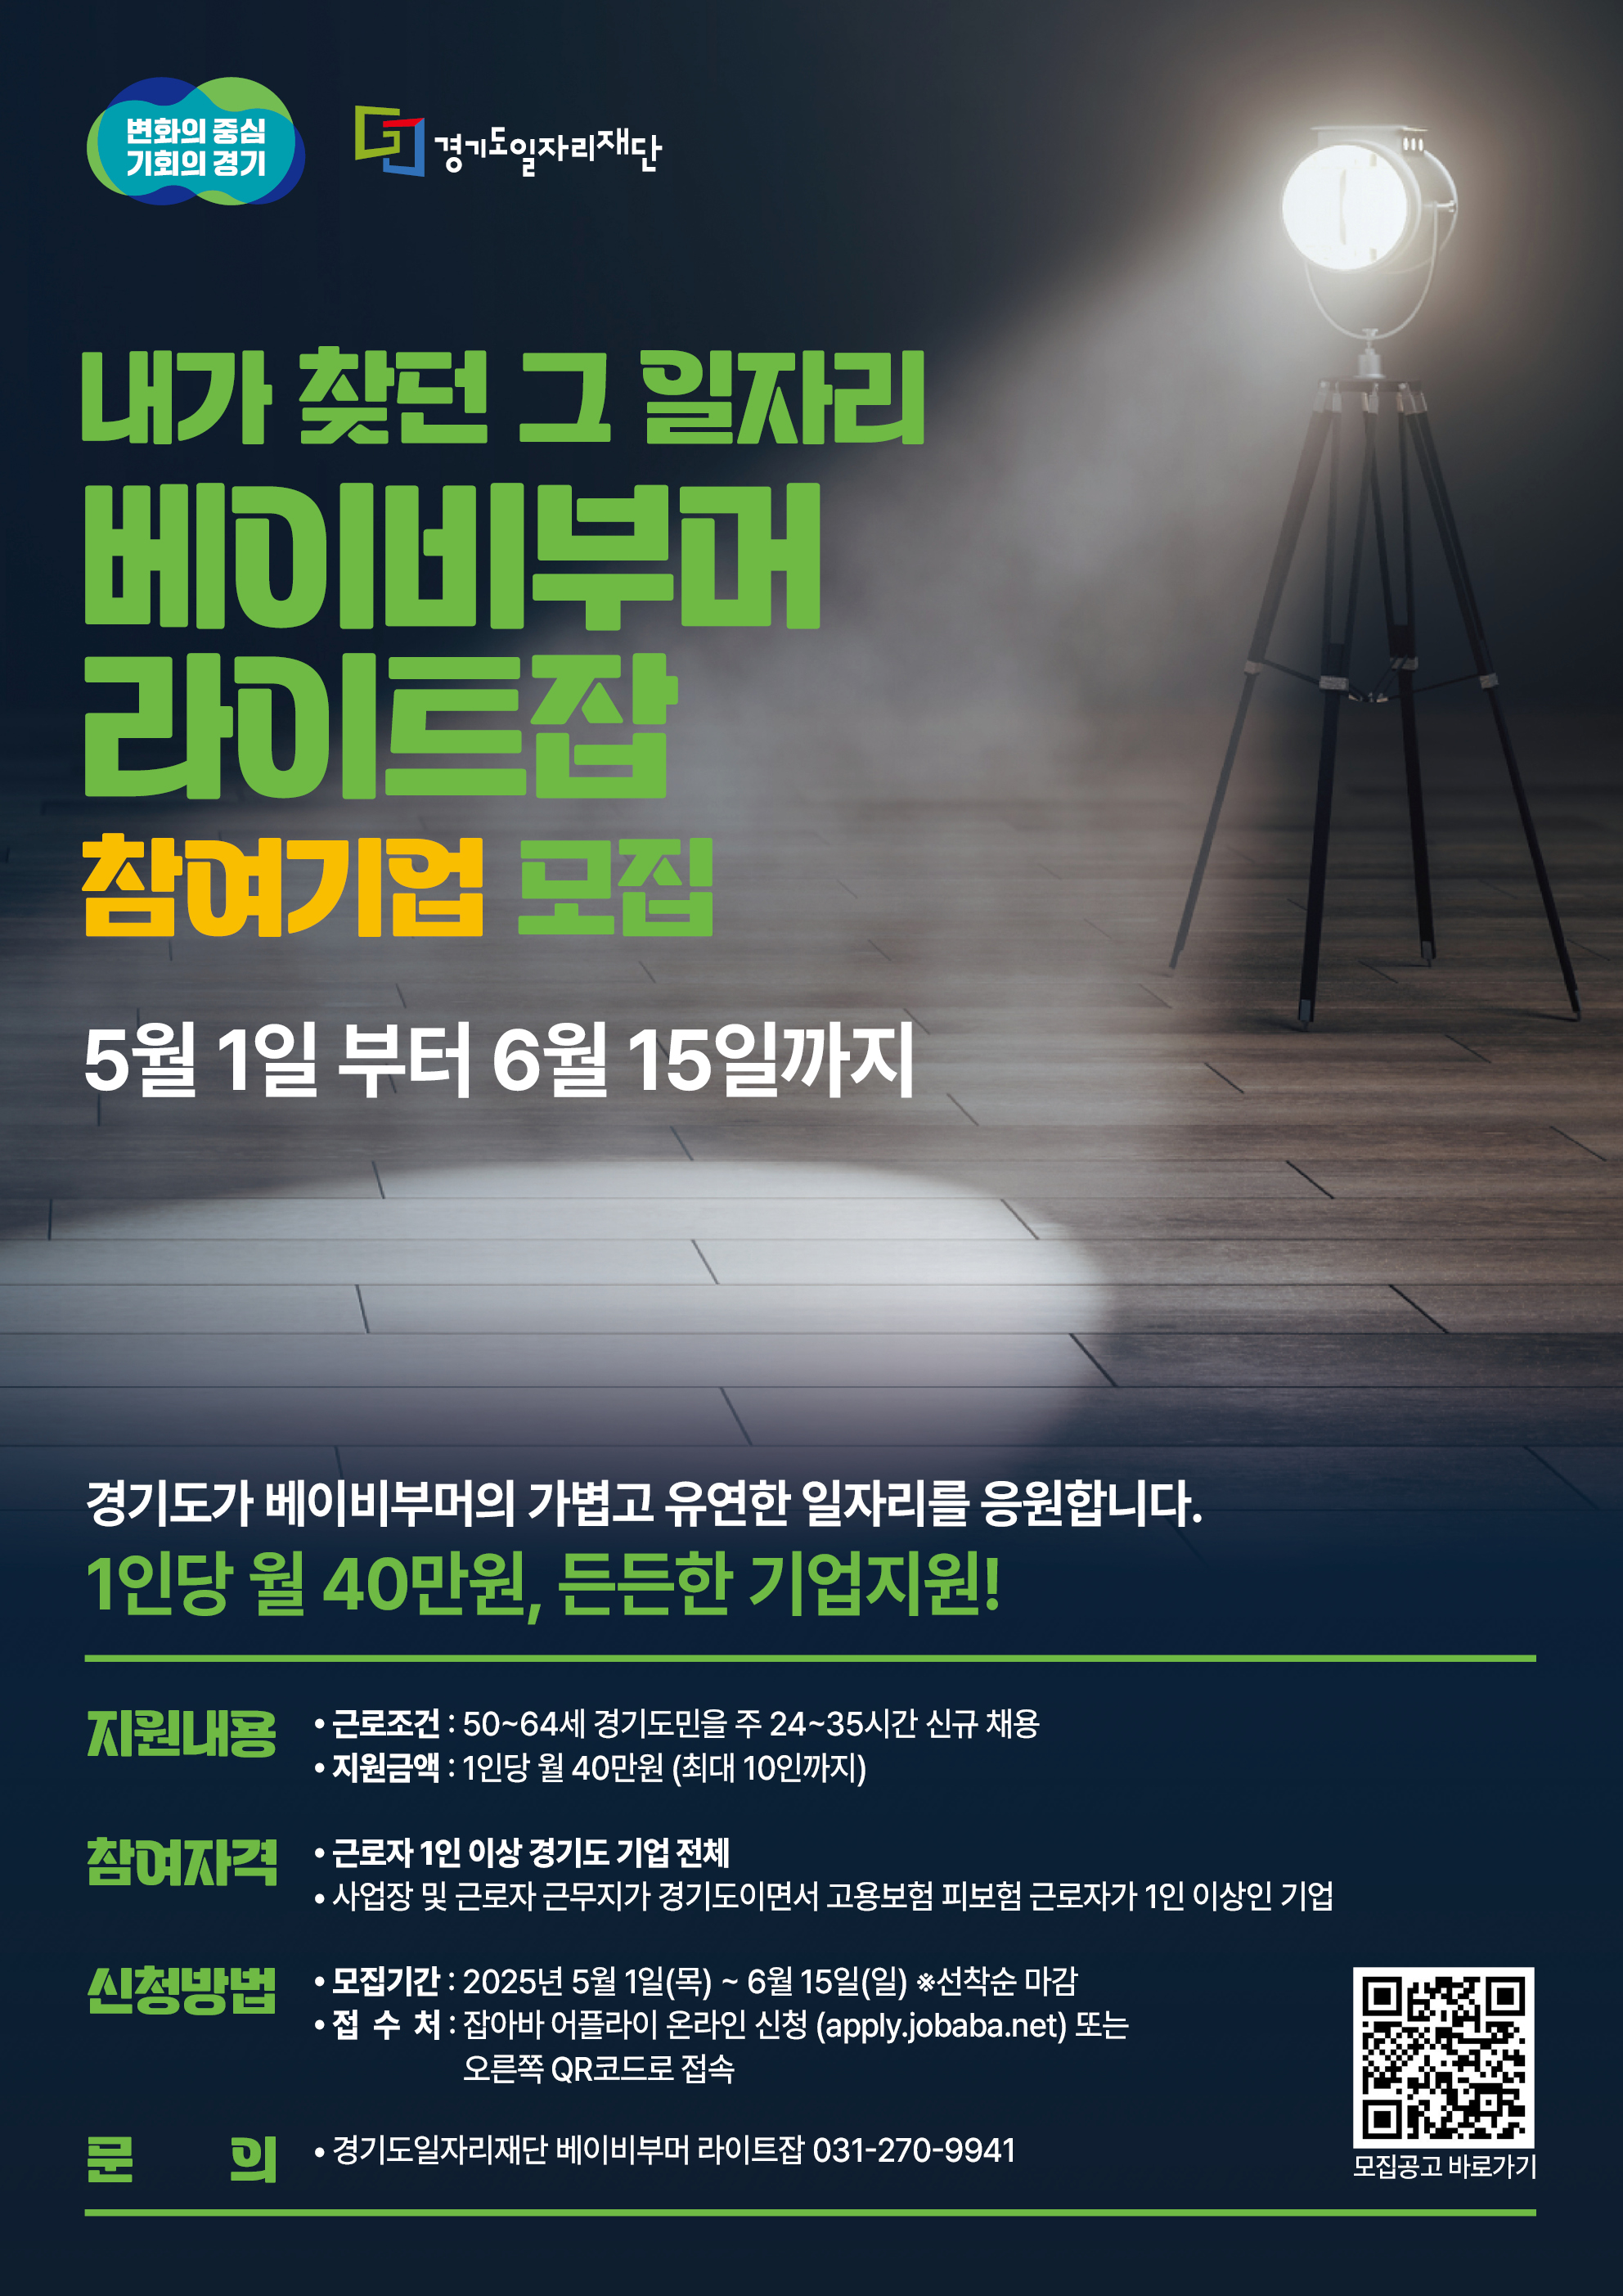 변화의 중심
기회의 경기
경기도일자리재단
내가 찾던 그 일자리
베이비부머
라이트잡
참여기업 모집
5월 1일 부터 6월 15일까지
경기도가 베이비부머의 가볍고 유연한 일자리를 응원합니다.
1인당 월 40만원, 든든한 기업지원!
지원내용
• 근로조건 : 50~64세 경기도민을 주 24~35시간 신규 채용
• 지원금액 : 1인당 월 40만원 (최대 10인까지)
참여자격
• 근로자 1인 이상 경기도 기업 전체
• 사업장 및 근로자 근무지가 경기도이면서 고용보험 피보험 근로자가 1인 이상인 기업
신청방법
• 모집기간 : 2025년 5월 1일(목) ~ 6월 15일(일) ※선착순 마감
• 접 수 처 : 잡아바 어플라이 온라인 신청 (apply.jobaba.net) 또는
오른쪽 QR코드로 접속
문 의
• 경기도일자리재단 베이비부머 라이트잡 031-270-9941
모집공고 바로가기